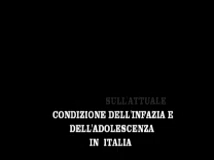 SULL'ATTUALE
CONDIZIONE DELL'INFAZIA E
DELL'ADOLESCENZA
IN ITALIA